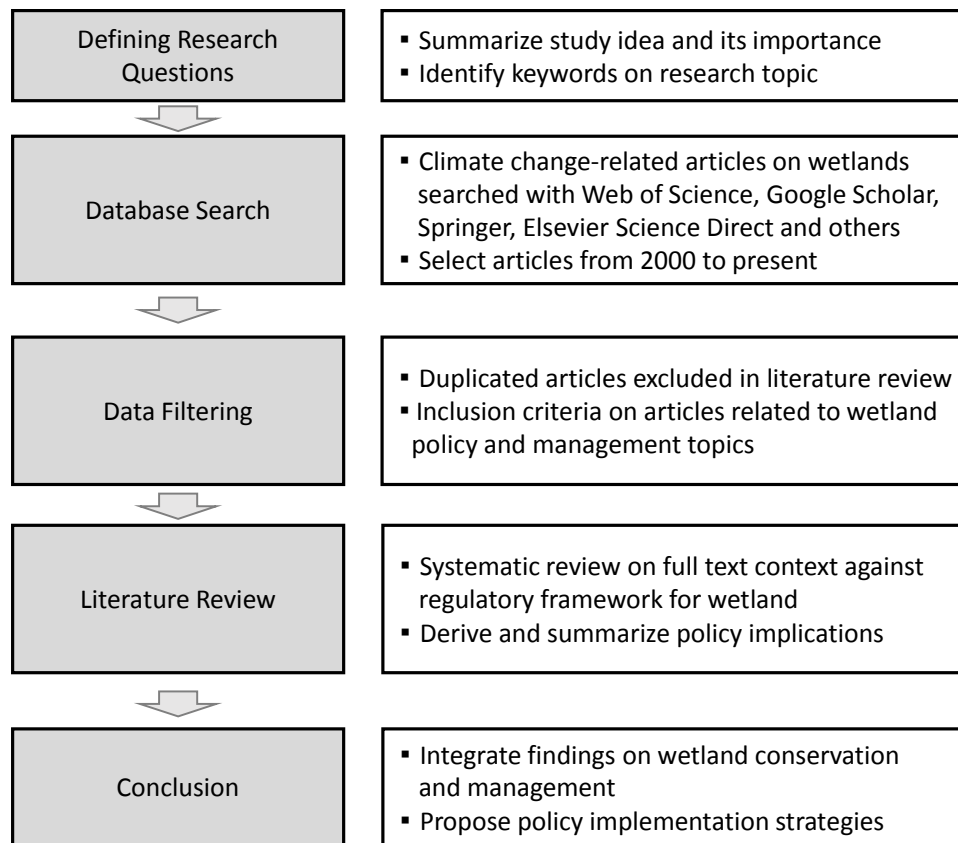 Defining Research
Questions
▪ Summarize study idea and its importance
▪ Identify keywords on research topic
Database Search
▪ Climate change-related articles on wetlands
searched with Web of Science, Google Scholar,
Springer, Elsevier Science Direct and others
▪ Select articles from 2000 to present
Data Filtering
▪ Duplicated articles excluded in literature review
▪ Inclusion criteria on articles related to wetland
policy and management topics
Literature Review
▪ Systematic review on full text context against
regulatory framework for wetland
▪ Derive and summarize policy implications
Conclusion
▪ Integrate findings on wetland conservation
and management
▪ Propose policy implementation strategies